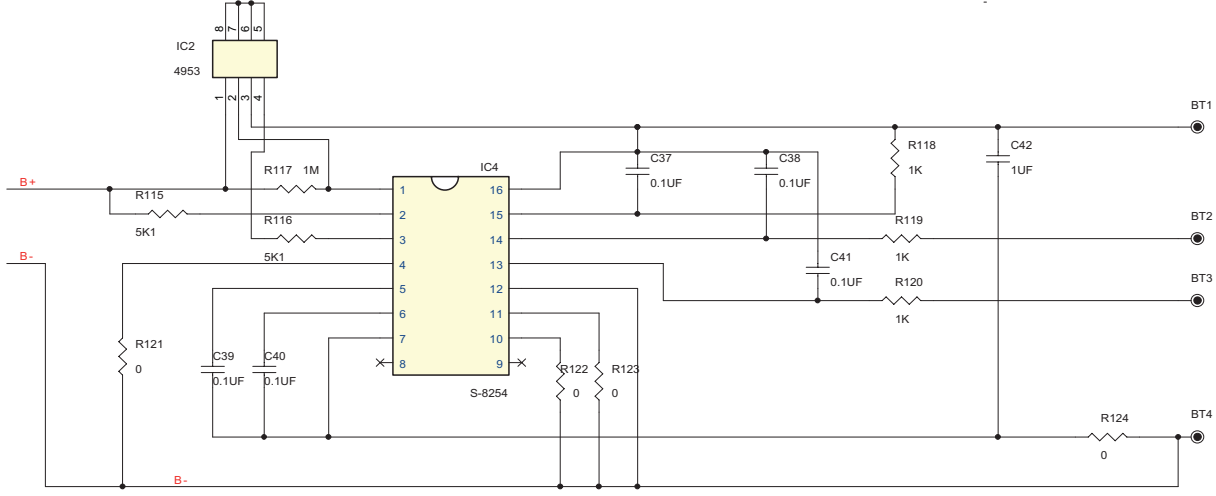 8 7 6 5
IC2
4953
1 2 3 4
BT1
R117 1M
IC4
C37
0.1UF
C38
0.1UF
R118
1K
C42
1UF
B+
R115
5K1
1
16
2
15
R116
5K1
3
14
R119
1K
BT2
B-
4
13
C41
0.1UF
R120
1K
BT3
5
12
6
11
7
10
8
9
R121
0
C39
0.1UF
C40
0.1UF
R122
0
R123
0
S-8254
R124
0
BT4
B-